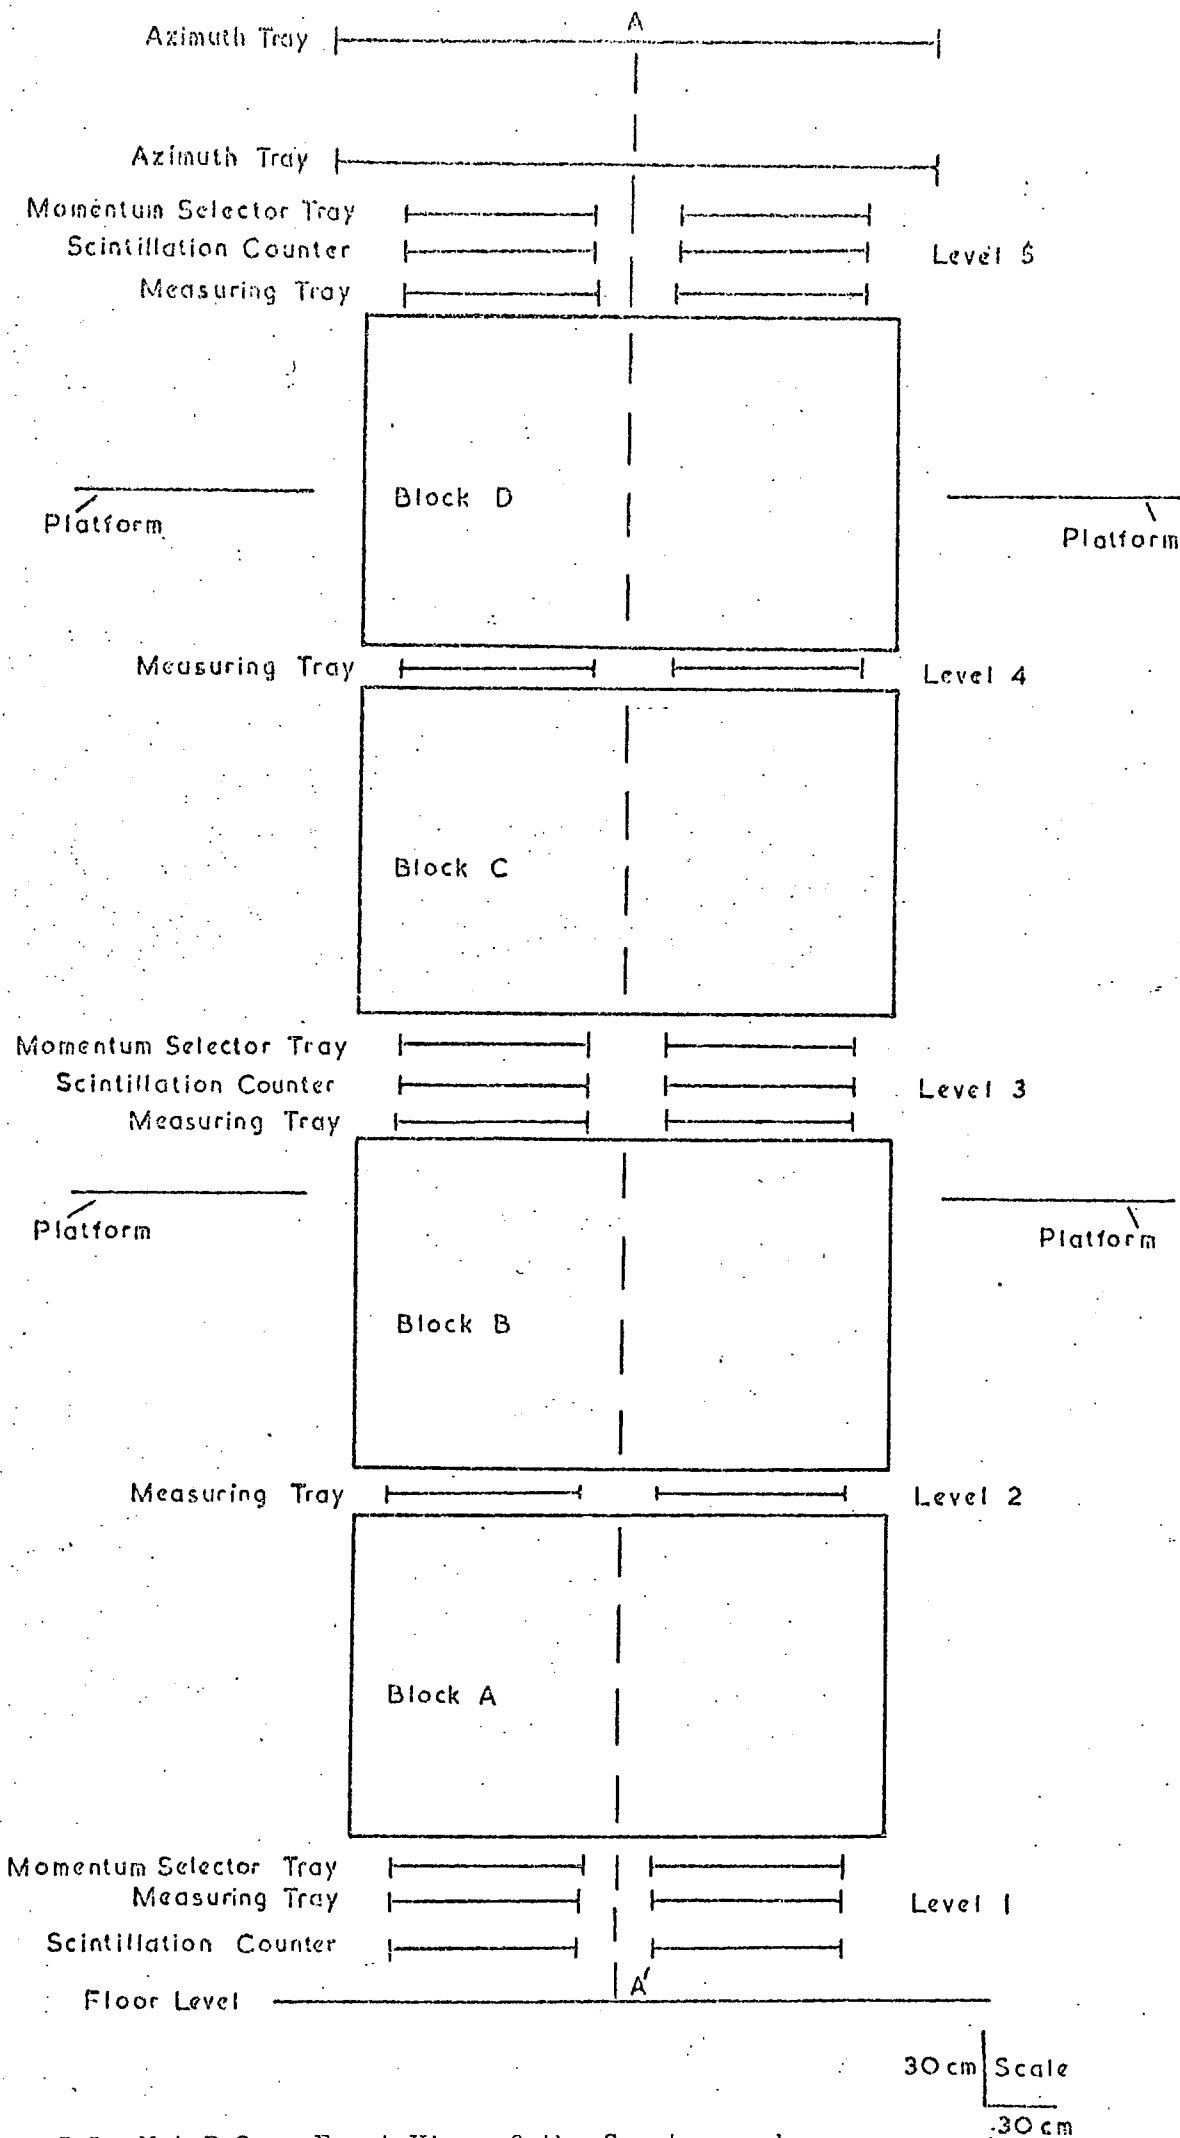 A
Azimuth Tray
Azimuth Tray
Momentum Selector Tray
Scintillation Counter
Level 5
Measuring Tray
Block D
Platform
Platform
Measuring Tray
Level 4
Block C
Momentum Selector Tray
Scintillation Counter
Level 3
Measuring Tray
Platform
Platform
Block B
Measuring Tray
Level 2
Block A
Momentum Selector Tray
Measuring Tray
Level 1
Scintillation Counter
A'
Floor Level
30 cm Scale
30 cm